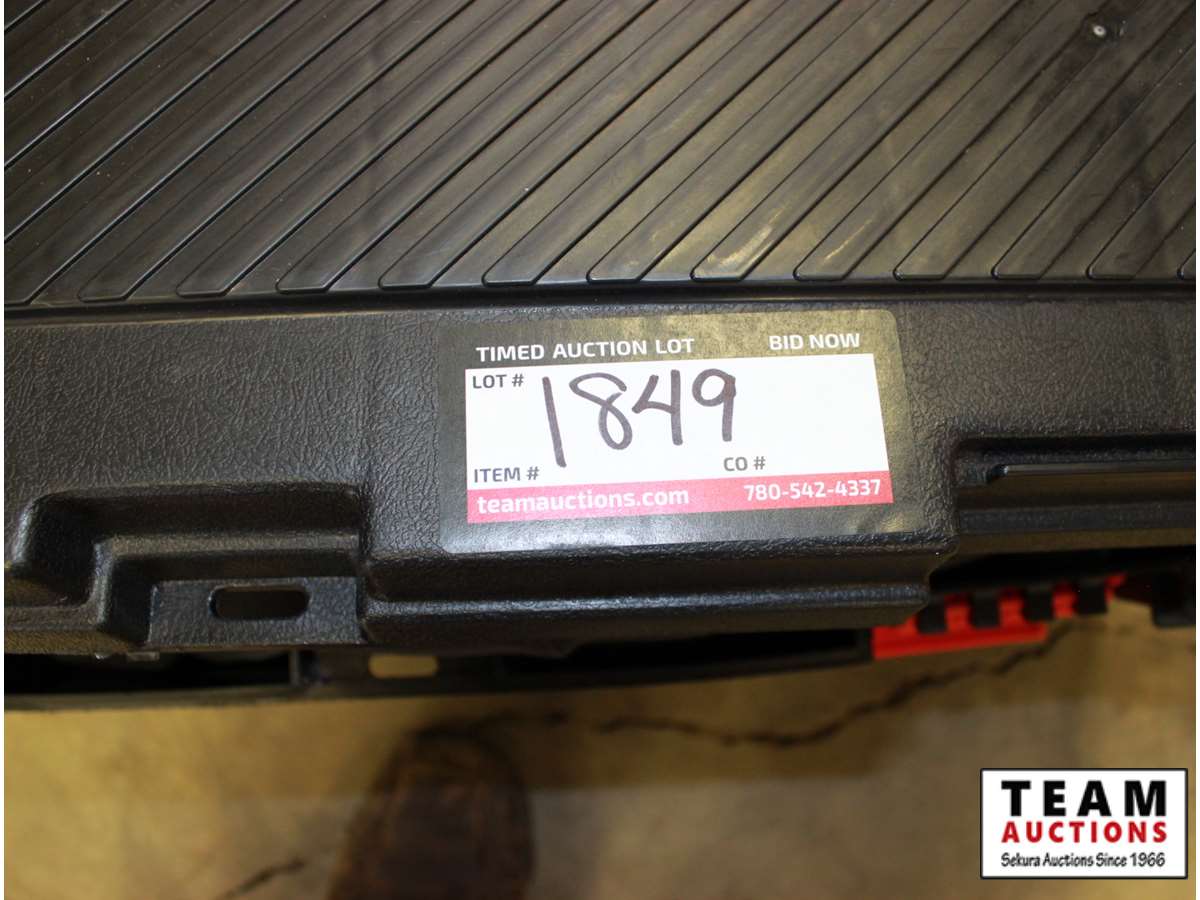 TIMED AUCTION LOT BID NOW
LOT # 1849
ITEM # CO #
teamauctions.com 780-542-4337
TEAM
AUCTIONS
Sekura Auctions Since 1966